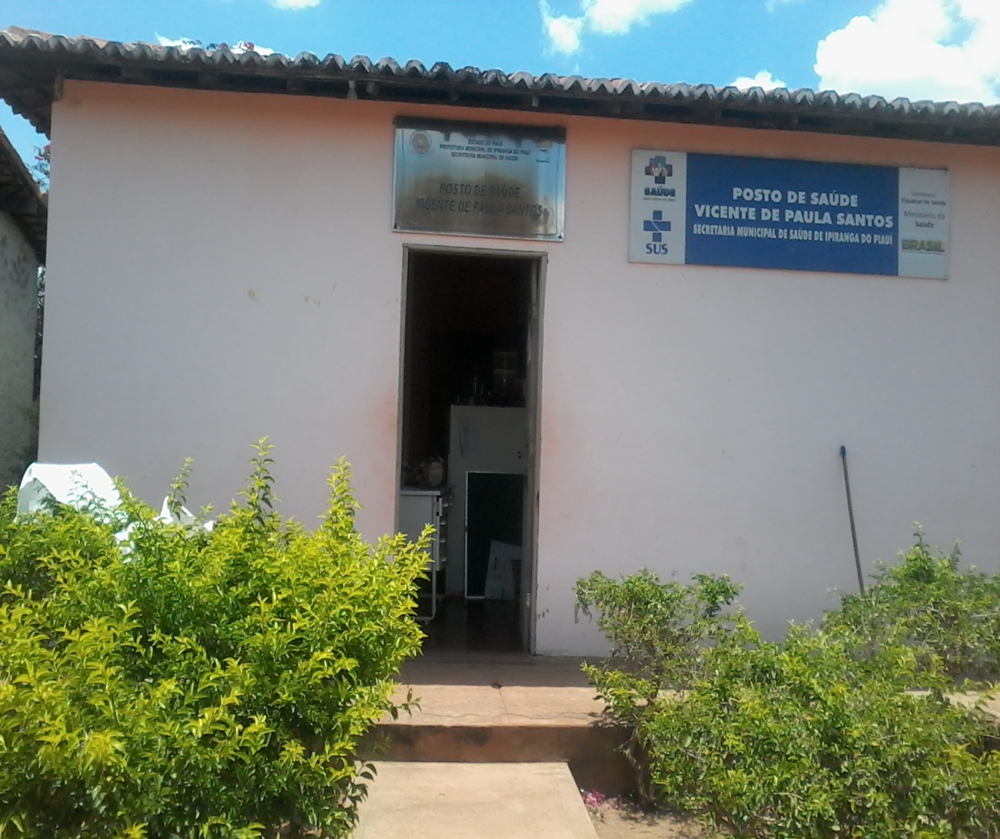 ESTADO DO PIAUÍ
PREFEITURA MUNICIPAL DE IPIRANGA DO PIAUÍ
SECRETARIA MUNICIPAL DE SAÚDE
POSTO DE SAÚDE
VICENTE DE PAULA SANTOS
SAÚDE
SUS
POSTO DE SAÚDE
VICENTE DE PAULA SANTOS
SECRETARIA MUNICIPAL DE SAÚDE DE IPIRANGA DO PIAUI
Secretaria
Estadual de Saúde
Ministério da
Saúde
BRASIL